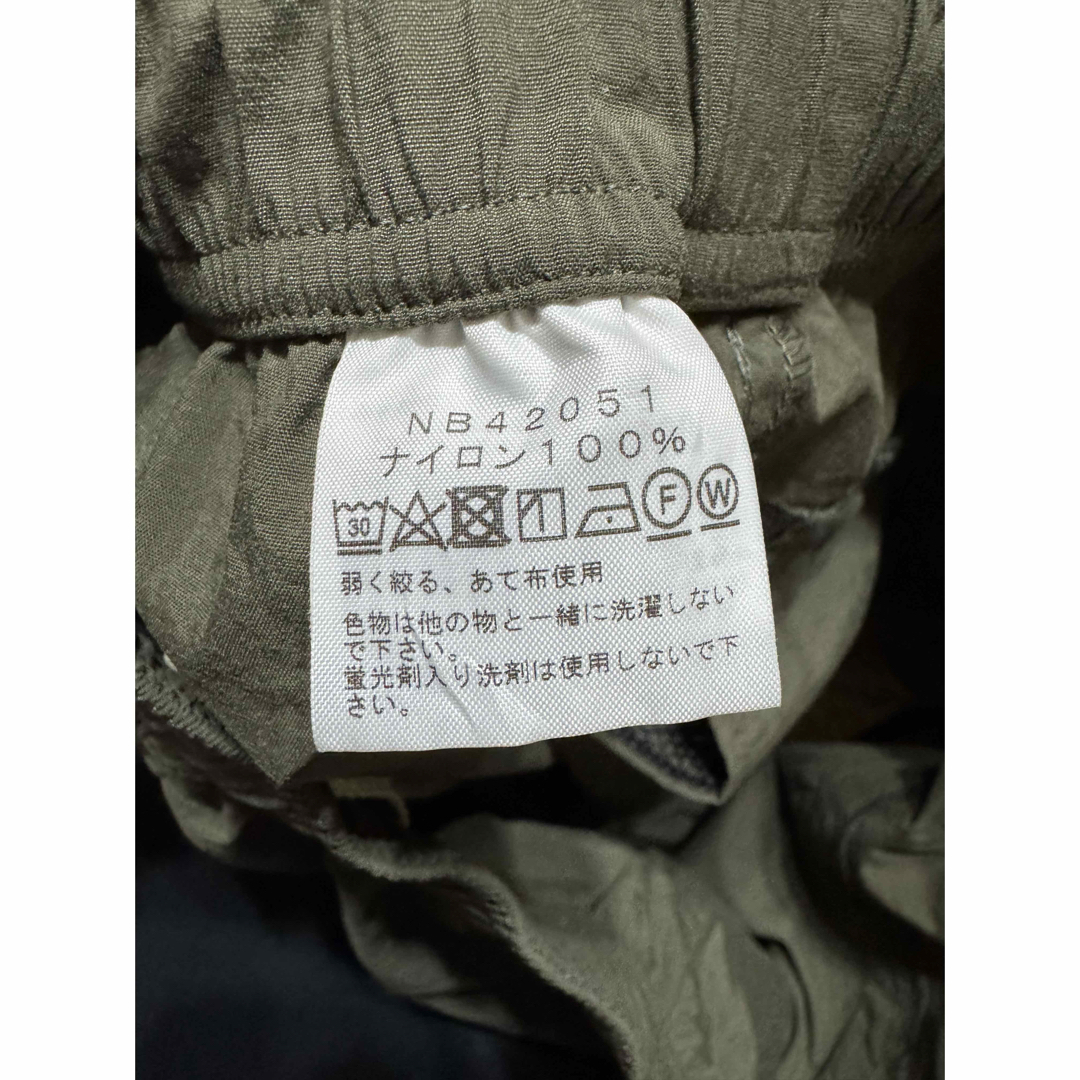 NB42051
ナイロン100%
30 F W
弱く絞る、あて布使用
色物は他の物と一緒に洗濯しない
で下さい。
蛍光剤入り洗剤は使用しないで下
さい。